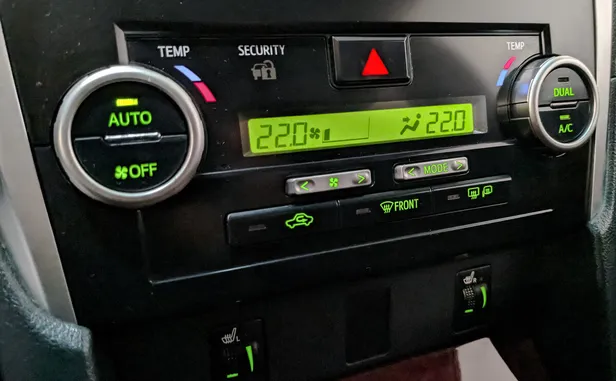 TEMP
SECURITY
TEMP
AUTO
OFF
22.0
22.0
DUAL
A/C
< >
< MODE >
FRONT
L
R